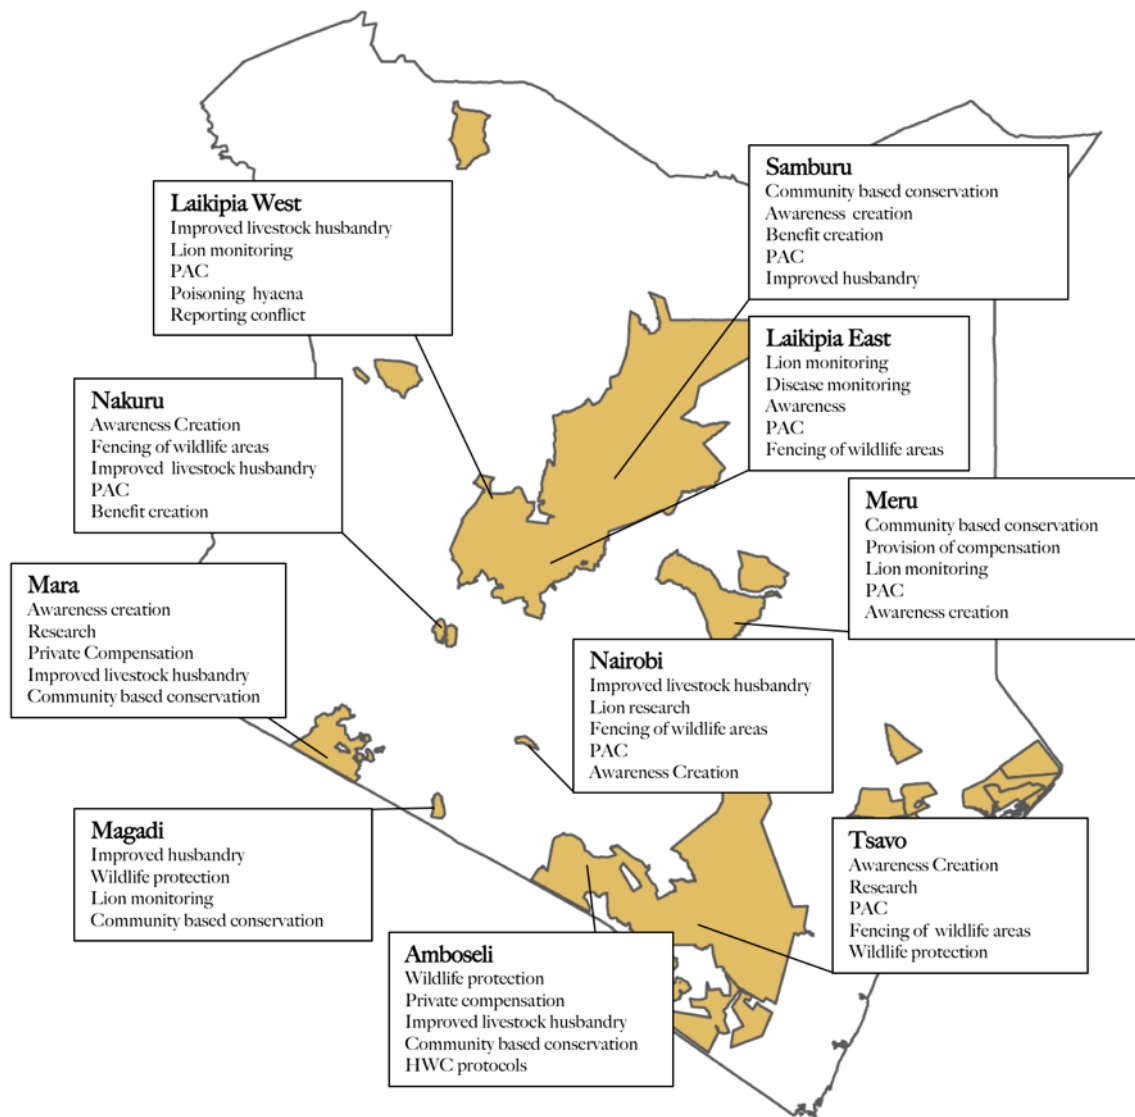 Samburu
Community based conservation
Awareness creation
Benefit creation
PAC
Improved husbandry
Laikipia West
Improved livestock husbandry
Lion monitoring
PAC
Poisoning hyaena
Reporting conflict
Laikipia East
Lion monitoring
Disease monitoring
Awareness
PAC
Fencing of wildlife areas
Nakuru
Awareness Creation
Fencing of wildlife areas
Improved livestock husbandry
PAC
Benefit creation
Meru
Community based conservation
Provision of compensation
Lion monitoring
PAC
Awareness creation
Mara
Awareness creation
Research
Private Compensation
Improved livestock husbandry
Community based conservation
Nairobi
Improved livestock husbandry
Lion research
Fencing of wildlife areas
PAC
Awareness Creation
Magadi
Improved husbandry
Wildlife protection
Lion monitoring
Community based conservation
Tsavo
Awareness Creation
Research
PAC
Fencing of wildlife areas
Wildlife protection
Amboseli
Wildlife protection
Private compensation
Improved livestock husbandry
Community based conservation
HWC protocols